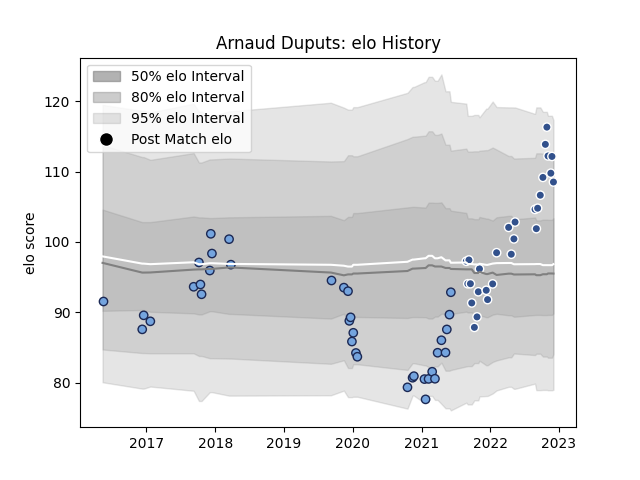 Arnaud Duputs: elo History
50% elo Interval
80% elo Interval
95% elo Interval
Post Match elo
elo score
120
110
100
90
80
2017 2018 2019 2020 2021 2022 2023